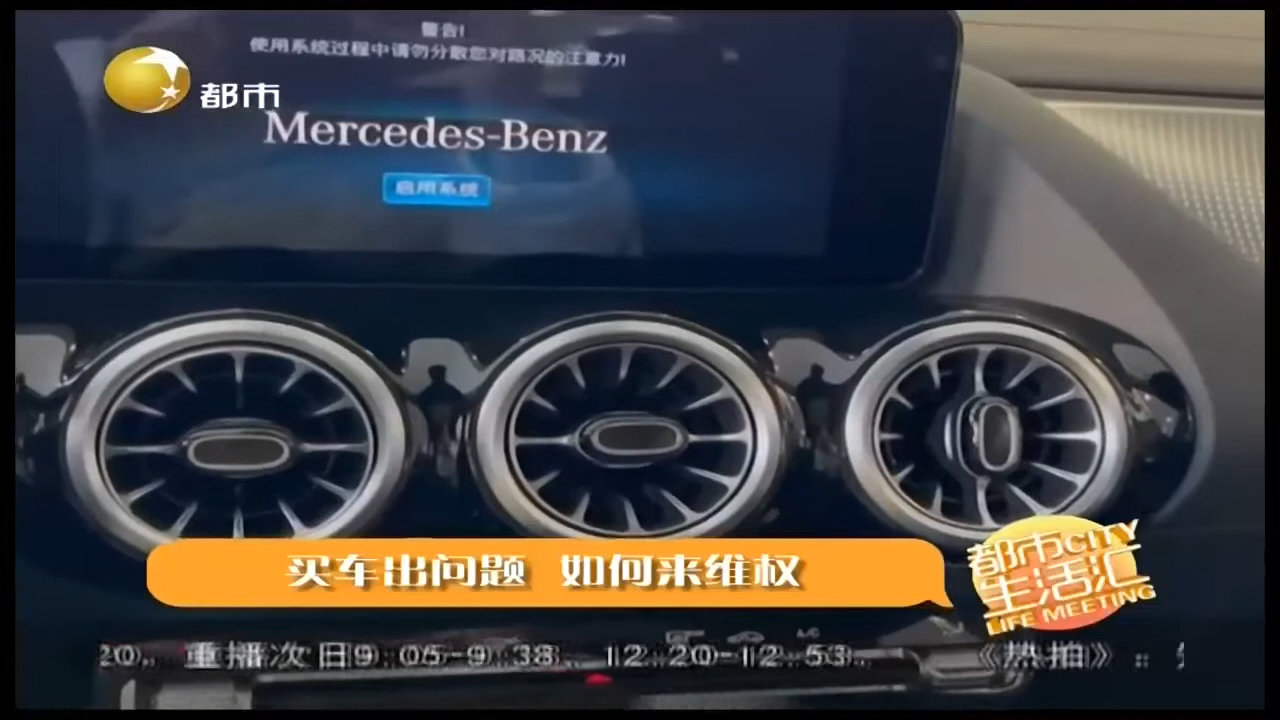 警告!
使用系统过程中请勿分散您对路况的注意力!
都市
Mercedes-Benz
启用系统
买车出问题 如何来维权
都市CITY
生活汇
LIFE MEETING
20、 重播次日9:05-9:38、 12:20-12:53、 《热拍》: